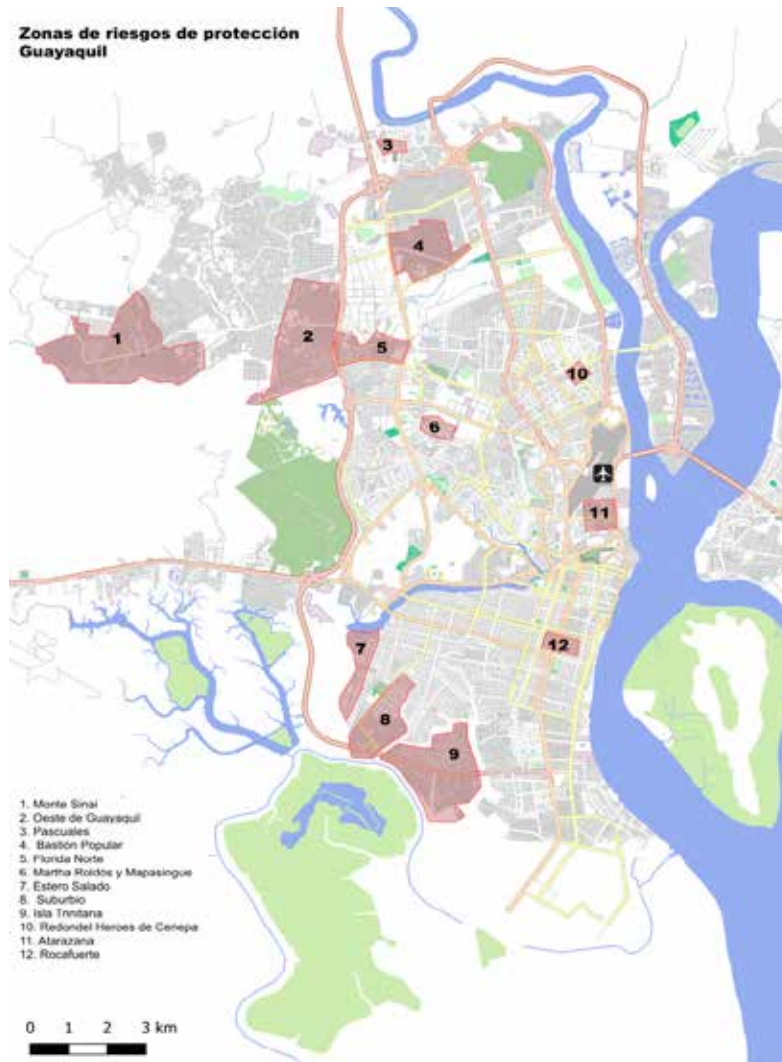 Zonas de riesgos de protección
Guayaquil
3
4
1
2
5
10
6
11
12
7
8
9
1. Monte Sinai
2. Oeste de Guayaquil
3. Pascuales
4. Bastión Popular
5. Florida Norte
6. Martha Roldós y Mapasingue
7. Estero Salado
8. Suburbio
9. Isla Trinitaria
10. Redondel Heroes de Cenepa
11. Atarazana
12. Rocafuerte
0 1 2 3 km